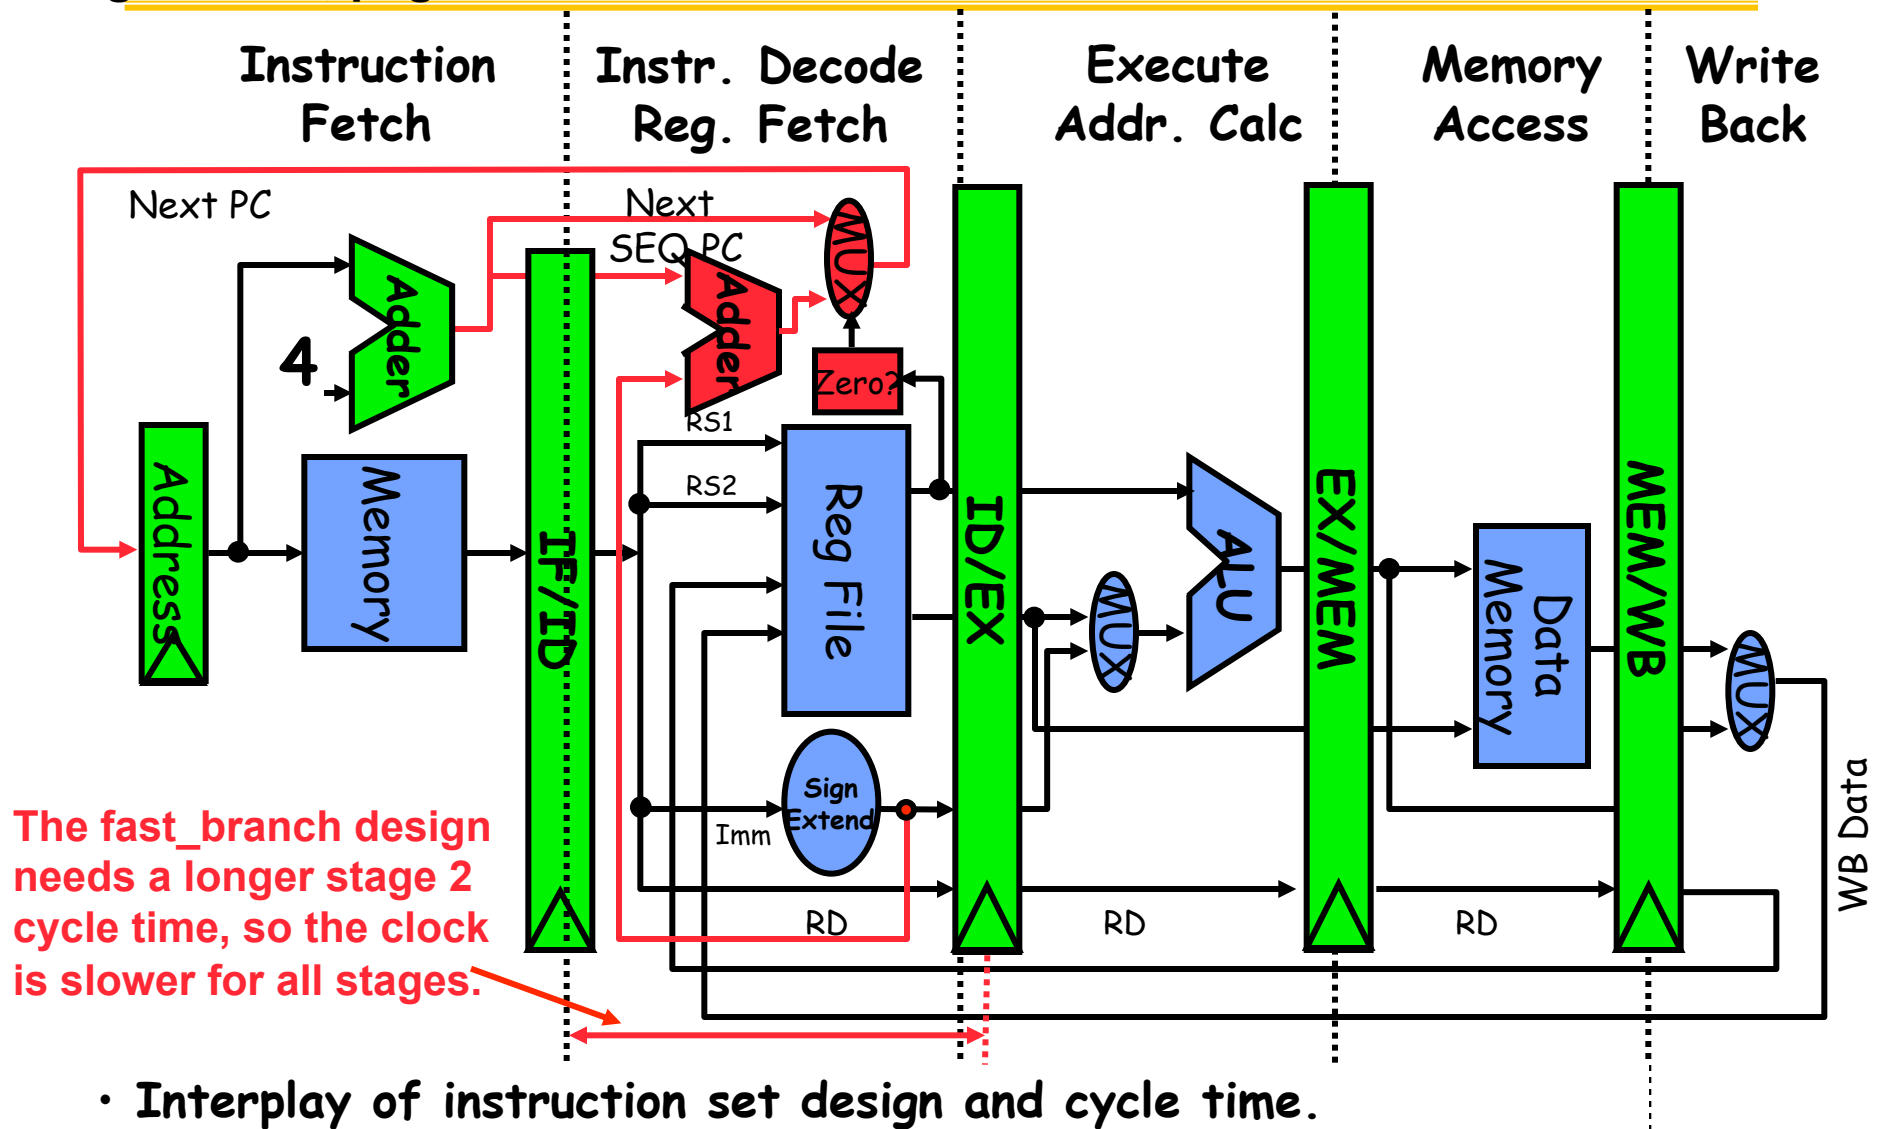 Instruction
Fetch
Instr. Decode
Reg. Fetch
Execute
Addr. Calc
Memory
Access
Write
Back
Next PC
Next
SEQ PC
MUX
Adder
Adder
4
Zero?
RS1
RS2
Address
Memory
IF/ID
Reg File
ID/EX
MUX
ALU
EX/MEM
Data
Memory
MEM/WB
MUX
Sign
Extend
Imm
RD
RD
RD
WB Data
The fast_branch design
needs a longer stage 2
cycle time, so the clock
is slower for all stages.
• Interplay of instruction set design and cycle time.